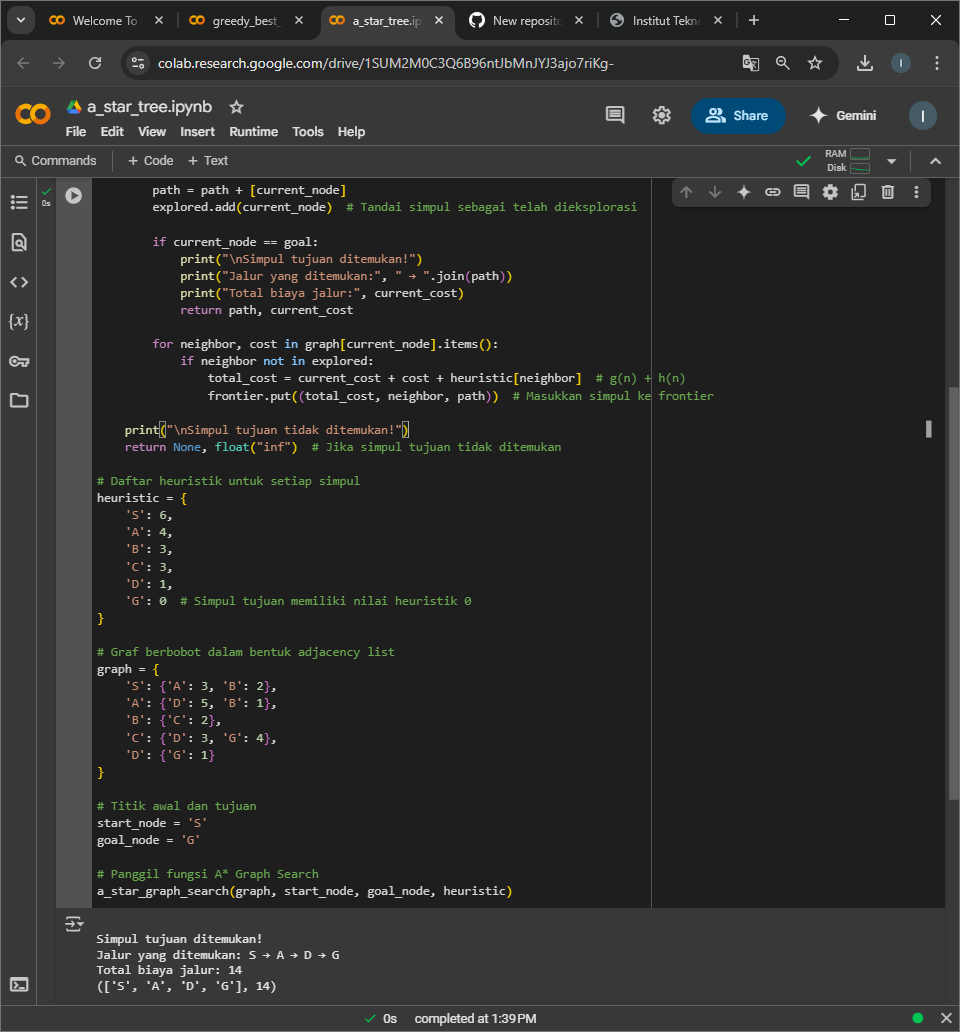 Welcome To
greedy_best_
a_star_tree.ip
New reposito
Institut Tekno
colab.research.google.com/drive/1SUM2M0C3Q6B96ntJbMnJYJ3ajo7riKg-
I
a_star_tree.ipynb
File Edit View Insert Runtime Tools Help
Share
Gemini
I
Commands + Code + Text
RAM
Disk
0s
path = path + [current_node]
explored.add(current_node)  # Tandai simpul sebagai telah dieksplorasi
if current_node == goal:
print("\nSimpul tujuan ditemukan!")
print("Jalur yang ditemukan:", " → ".join(path))
print("Total biaya jalur:", current_cost)
return path, current_cost
for neighbor, cost in graph[current_node].items():
if neighbor not in explored:
total_cost = current_cost + cost + heuristic[neighbor]  # g(n) + h(n)
frontier.put((total_cost, neighbor, path))  # Masukkan simpul ke frontier
print("\nSimpul tujuan tidak ditemukan!")
return None, float("inf")  # Jika simpul tujuan tidak ditemukan
# Daftar heuristik untuk setiap simpul
heuristic = {
'S': 6,
'A': 4,
'B': 3,
'C': 3,
'D': 1,
'G': 0  # Simpul tujuan memiliki nilai heuristik 0
}
# Graf berbobot dalam bentuk adjacency list
graph = {
'S': {'A': 3, 'B': 2},
'A': {'D': 5, 'B': 1},
'B': {'C': 2},
'C': {'D': 3, 'G': 4},
'D': {'G': 1}
}
# Titik awal dan tujuan
start_node = 'S'
goal_node = 'G'
# Panggil fungsi A* Graph Search
a_star_graph_search(graph, start_node, goal_node, heuristic)
Simpul tujuan ditemukan!
Jalur yang ditemukan: S → A → D → G
Total biaya jalur: 14
(['S', 'A', 'D', 'G'], 14)
0s completed at 1:39 PM